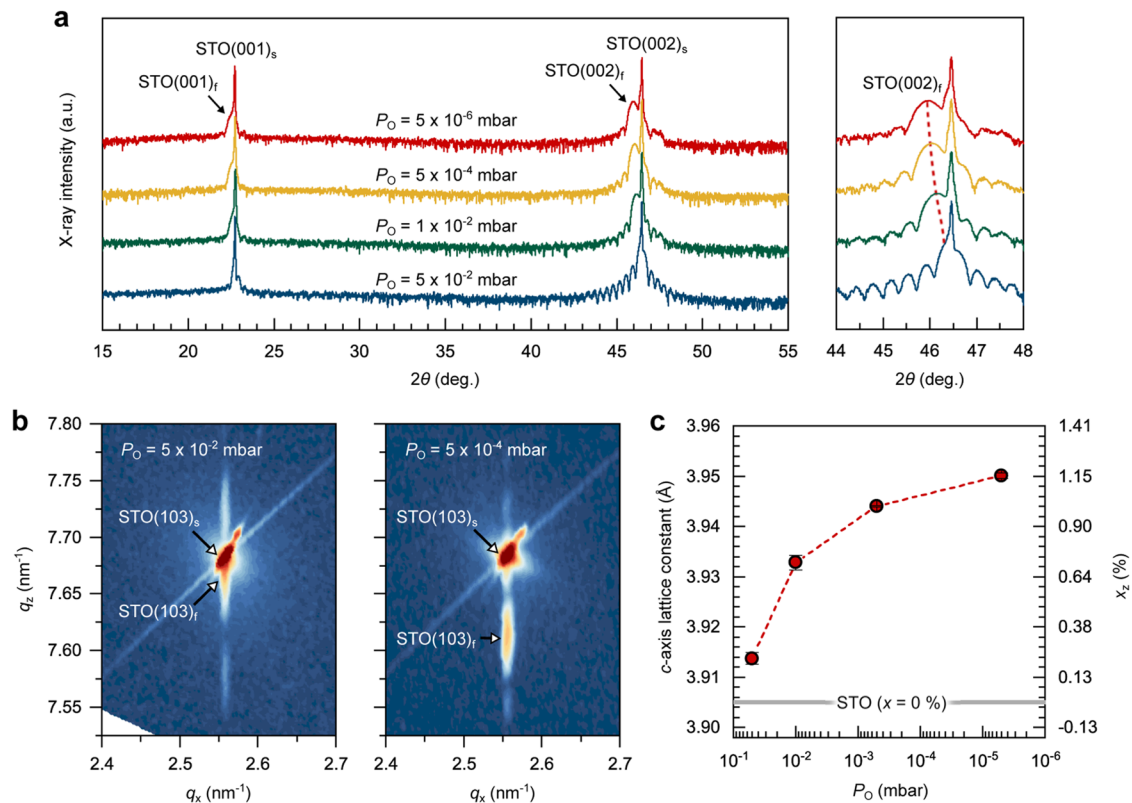 a
STO(001)s
STO(001)f
STO(002)s
STO(002)f
PO = 5 x 10-6 mbar
PO = 5 x 10-4 mbar
PO = 1 x 10-2 mbar
PO = 5 x 10-2 mbar
X-ray intensity (a.u.)
15 20 25 30 35 40 45 50 55
2θ (deg.)
STO(002)f
44 45 46 47 48
2θ (deg.)
b
PO = 5 x 10-2 mbar
STO(103)s
STO(103)f
7.80
7.75
7.70
7.65
7.60
7.55
qz (nm-1)
2.4 2.5 2.6 2.7
qx (nm-1)
PO = 5 x 10-4 mbar
STO(103)s
STO(103)f
2.4 2.5 2.6 2.7
qx (nm-1)
c
3.96
3.95
3.94
3.93
3.92
3.91
3.90
c-axis lattice constant (Å)
STO (x = 0 %)
1.41
1.15
0.90
0.64
0.38
0.13
-0.13
xz (%)
10-1 10-2 10-3 10-4 10-5 10-6
PO (mbar)